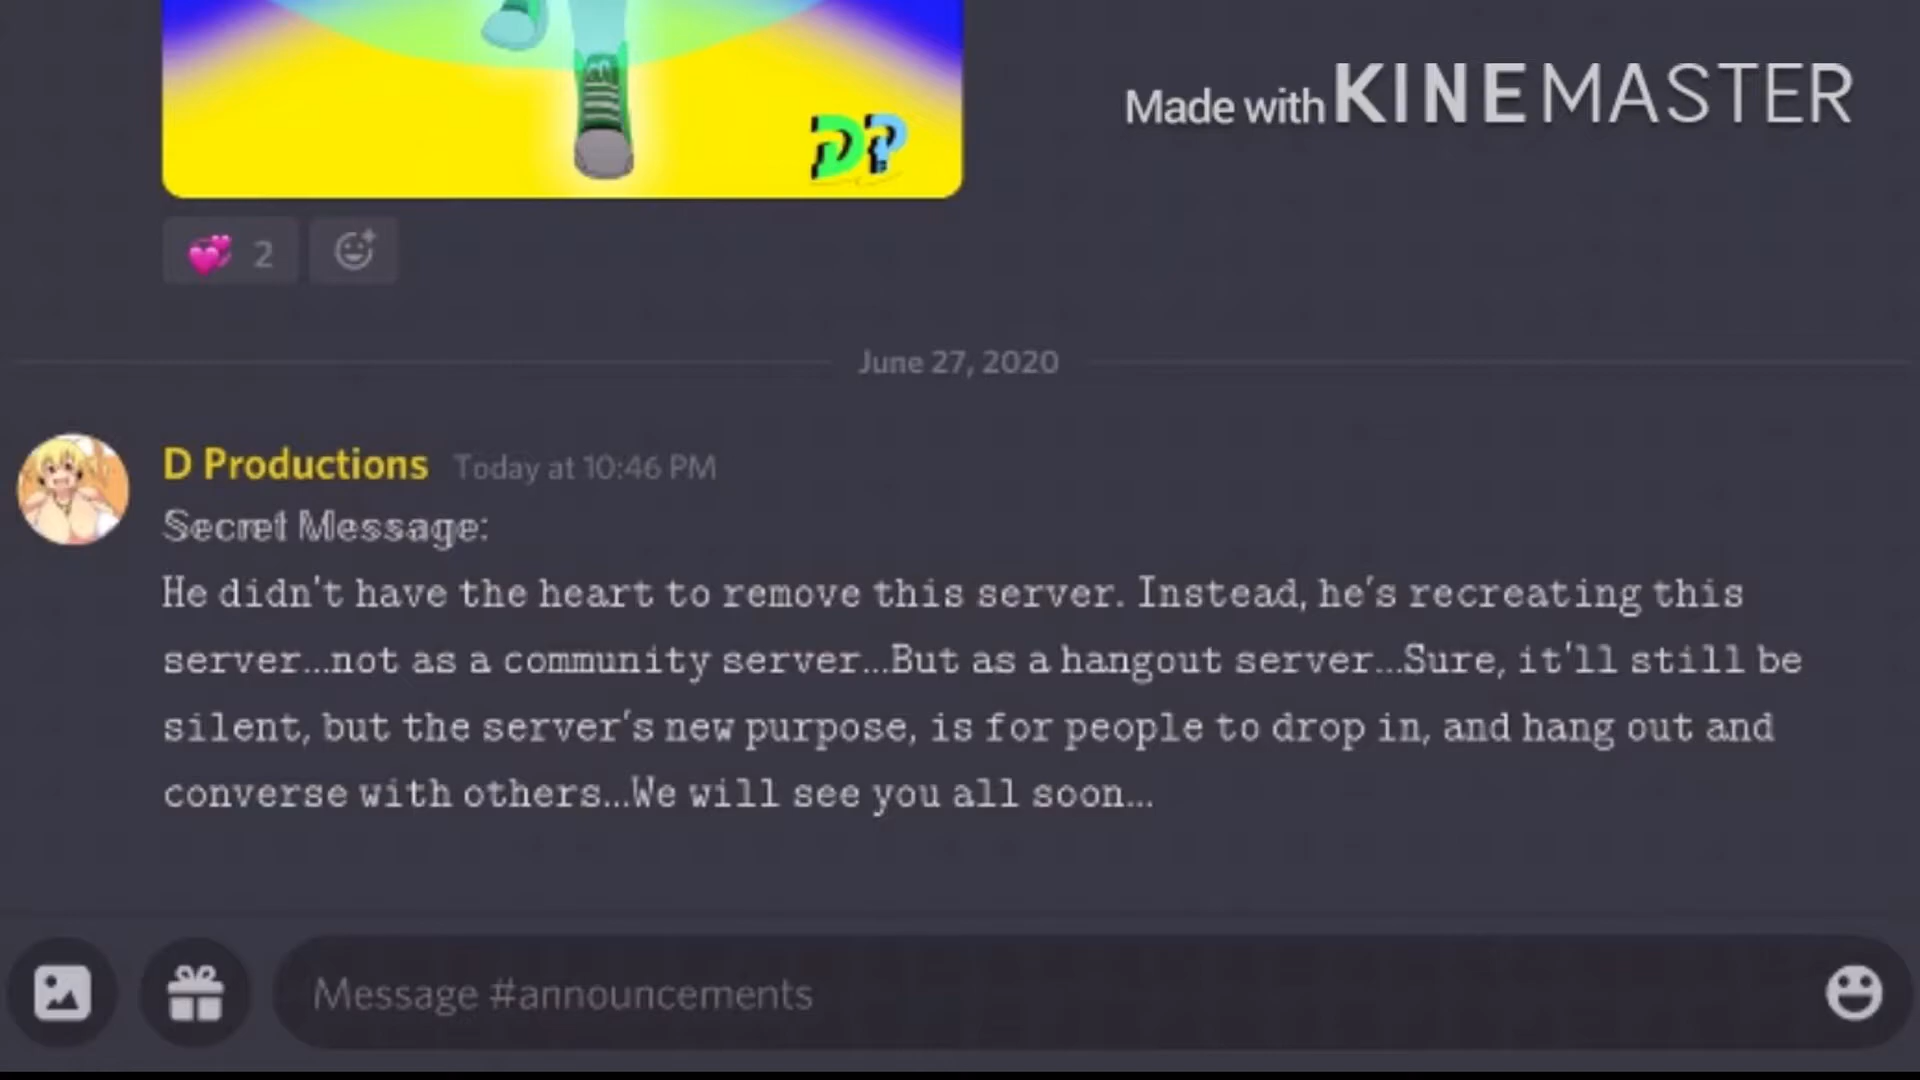 Made with KINEMASTER
DP
2
June 27, 2020
D Productions Today at 10:46 PM
Secret Message:
He didn't have the heart to remove this server. Instead, he's recreating this
server...not as a community server...But as a hangout server...Sure, it'll still be
silent, but the server's new purpose, is for people to drop in, and hang out and
converse with others...We will see you all soon...
Message #announcements